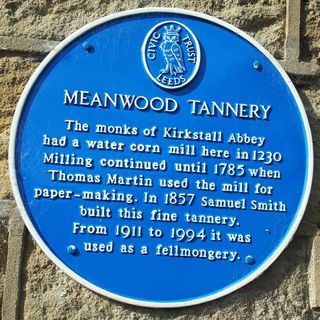 CIVIC TRUST
LEEDS
MEANWOOD TANNERY
The monks of Kirkstall Abbey
had a water corn mill here in 1230
Milling continued until 1785 when
Thomas Martin used the mill for
paper-making. In 1857 Samuel Smith
built this fine tannery.
From 1911 to 1994 it was
used as a fellmongery.